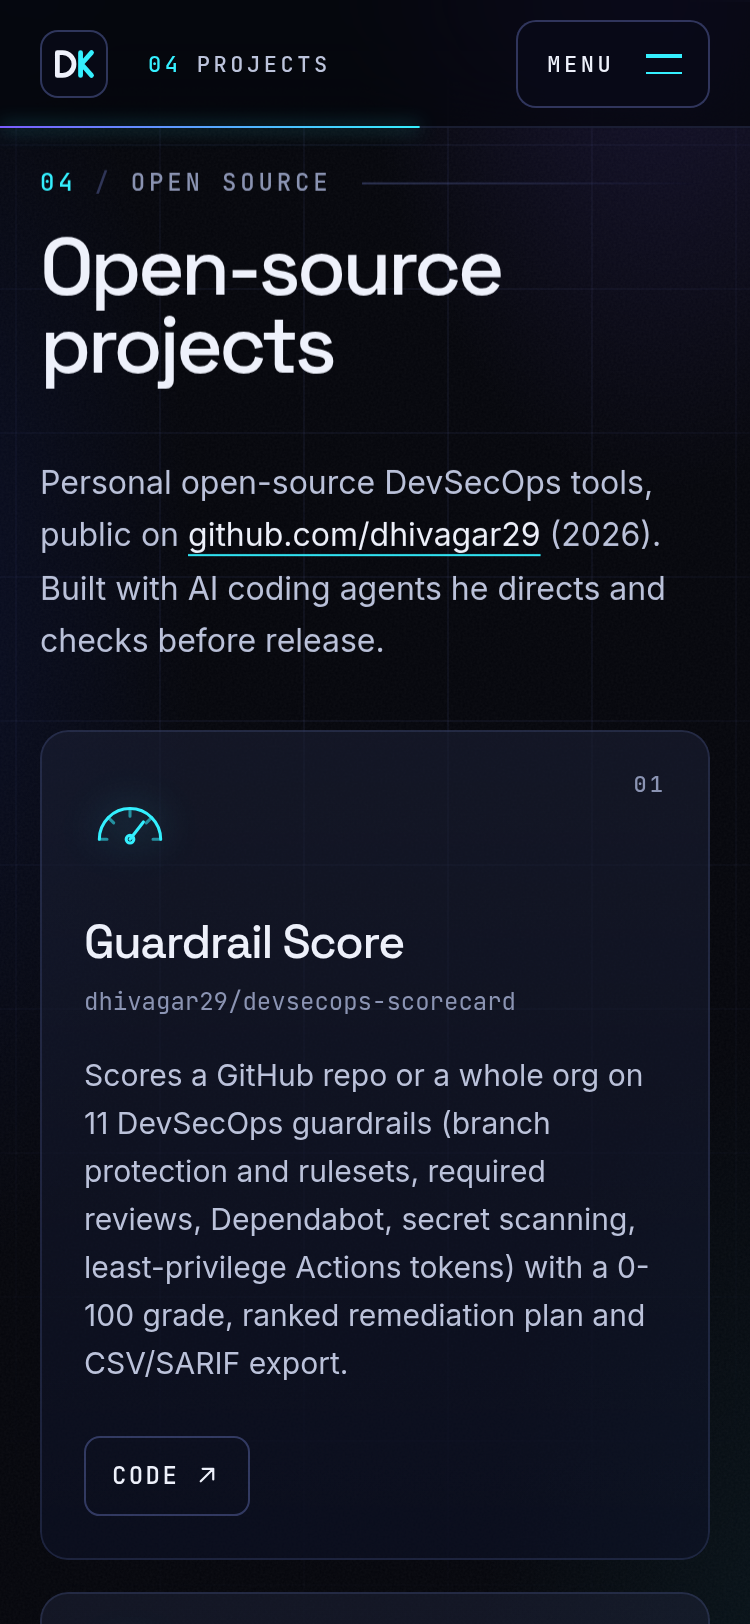 DK
04 PROJECTS
MENU
04 / OPEN SOURCE
Open-source
projects
Personal open-source DevSecOps tools,
public on github.com/dhivagar29 (2026).
Built with AI coding agents he directs and
checks before release.
01
Guardrail Score
dhivagar29/devsecops-scorecard
Scores a GitHub repo or a whole org on
11 DevSecOps guardrails (branch
protection and rulesets, required
reviews, Dependabot, secret scanning,
least-privilege Actions tokens) with a 0-
100 grade, ranked remediation plan and
CSV/SARIF export.
CODE